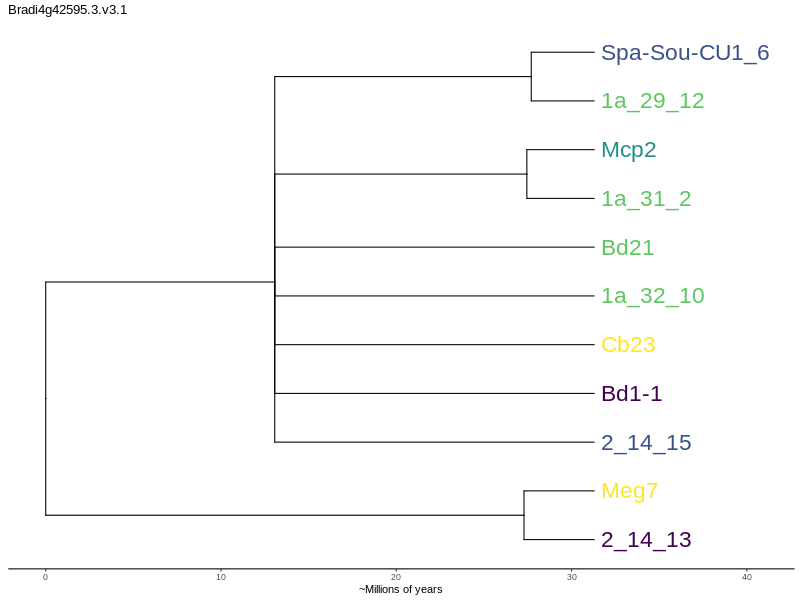 Bradi4g42595.3.v3.1
Spa-Sou-CU1_6
1a_29_12
Mcp2
1a_31_2
Bd21
1a_32_10
Cb23
Bd1-1
2_14_15
Meg7
2_14_13
0 10 20 30 40
~Millions of years